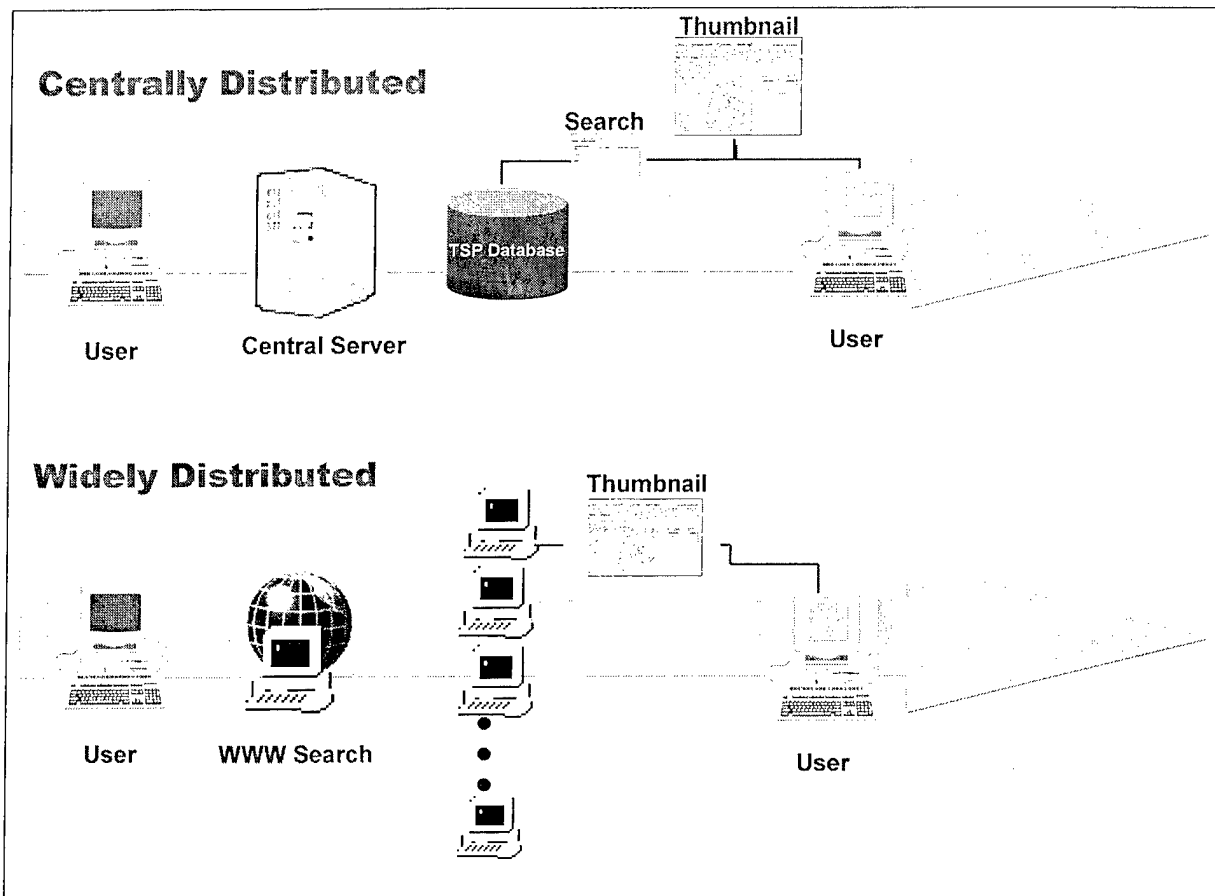 Thumbnail
Centrally Distributed
Search
TSP Database
User
Central Server
User
Widely Distributed
Thumbnail
User
WWW Search
User